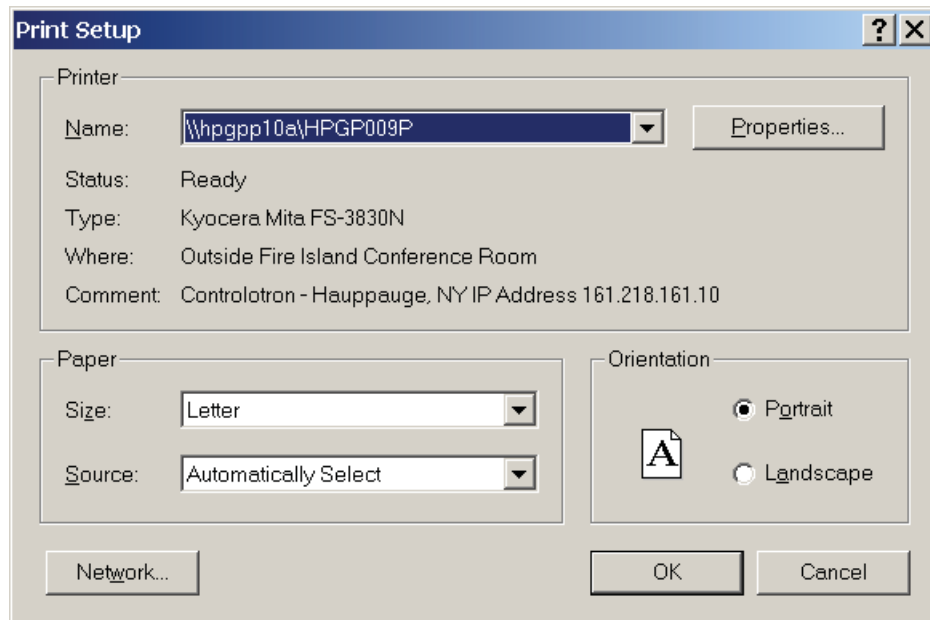 Print Setup
Printer
Name: \\hpgpp10a\HPGP009P Properties...
Status: Ready
Type: Kyocera Mita FS-3830N
Where: Outside Fire Island Conference Room
Comment: Controlotron - Hauppauge, NY IP Address 161.218.161.10
Paper
Size: Letter
Source: Automatically Select
Orientation
A
Portrait
Landscape
Network... OK Cancel